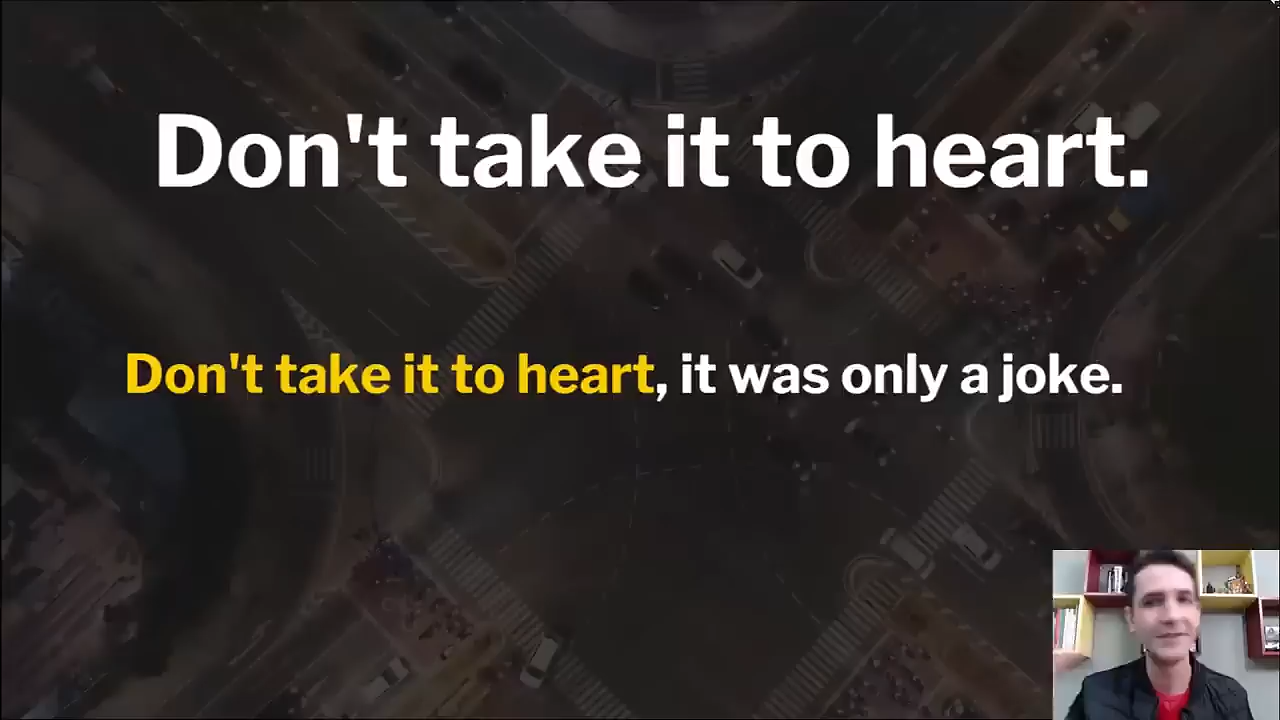 Don't take it to heart.
Don't take it to heart, it was only a joke.